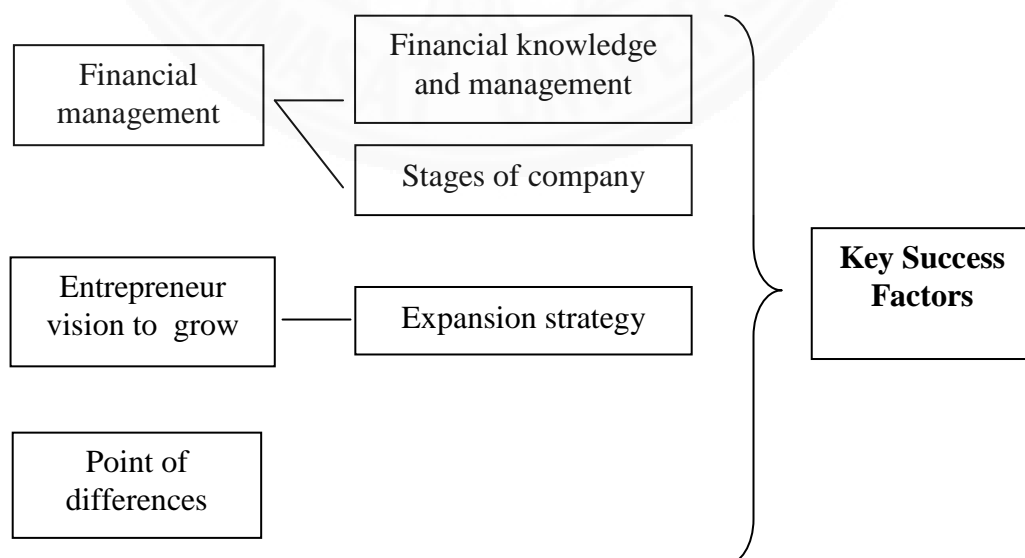 Financial
management
Financial knowledge
and management
Stages of company
Entrepreneur
vision to grow
Expansion strategy
Point of
differences
Key Success
Factors